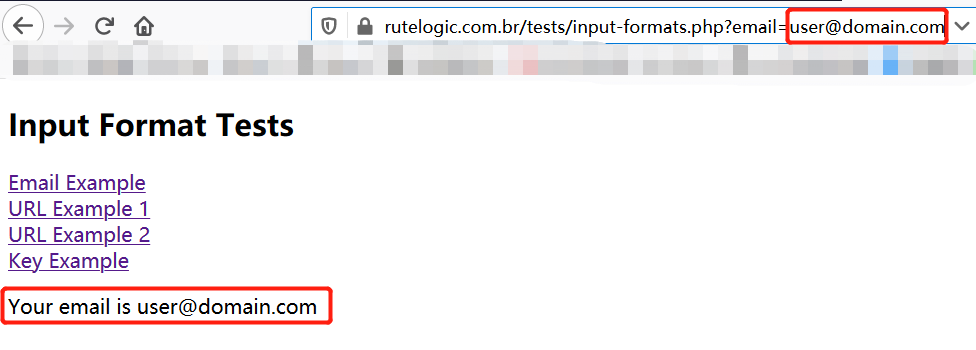 rutelogic.com.br/tests/input-formats.php?email=user@domain.com
Input Format Tests
Email Example
URL Example 1
URL Example 2
Key Example
Your email is user@domain.com